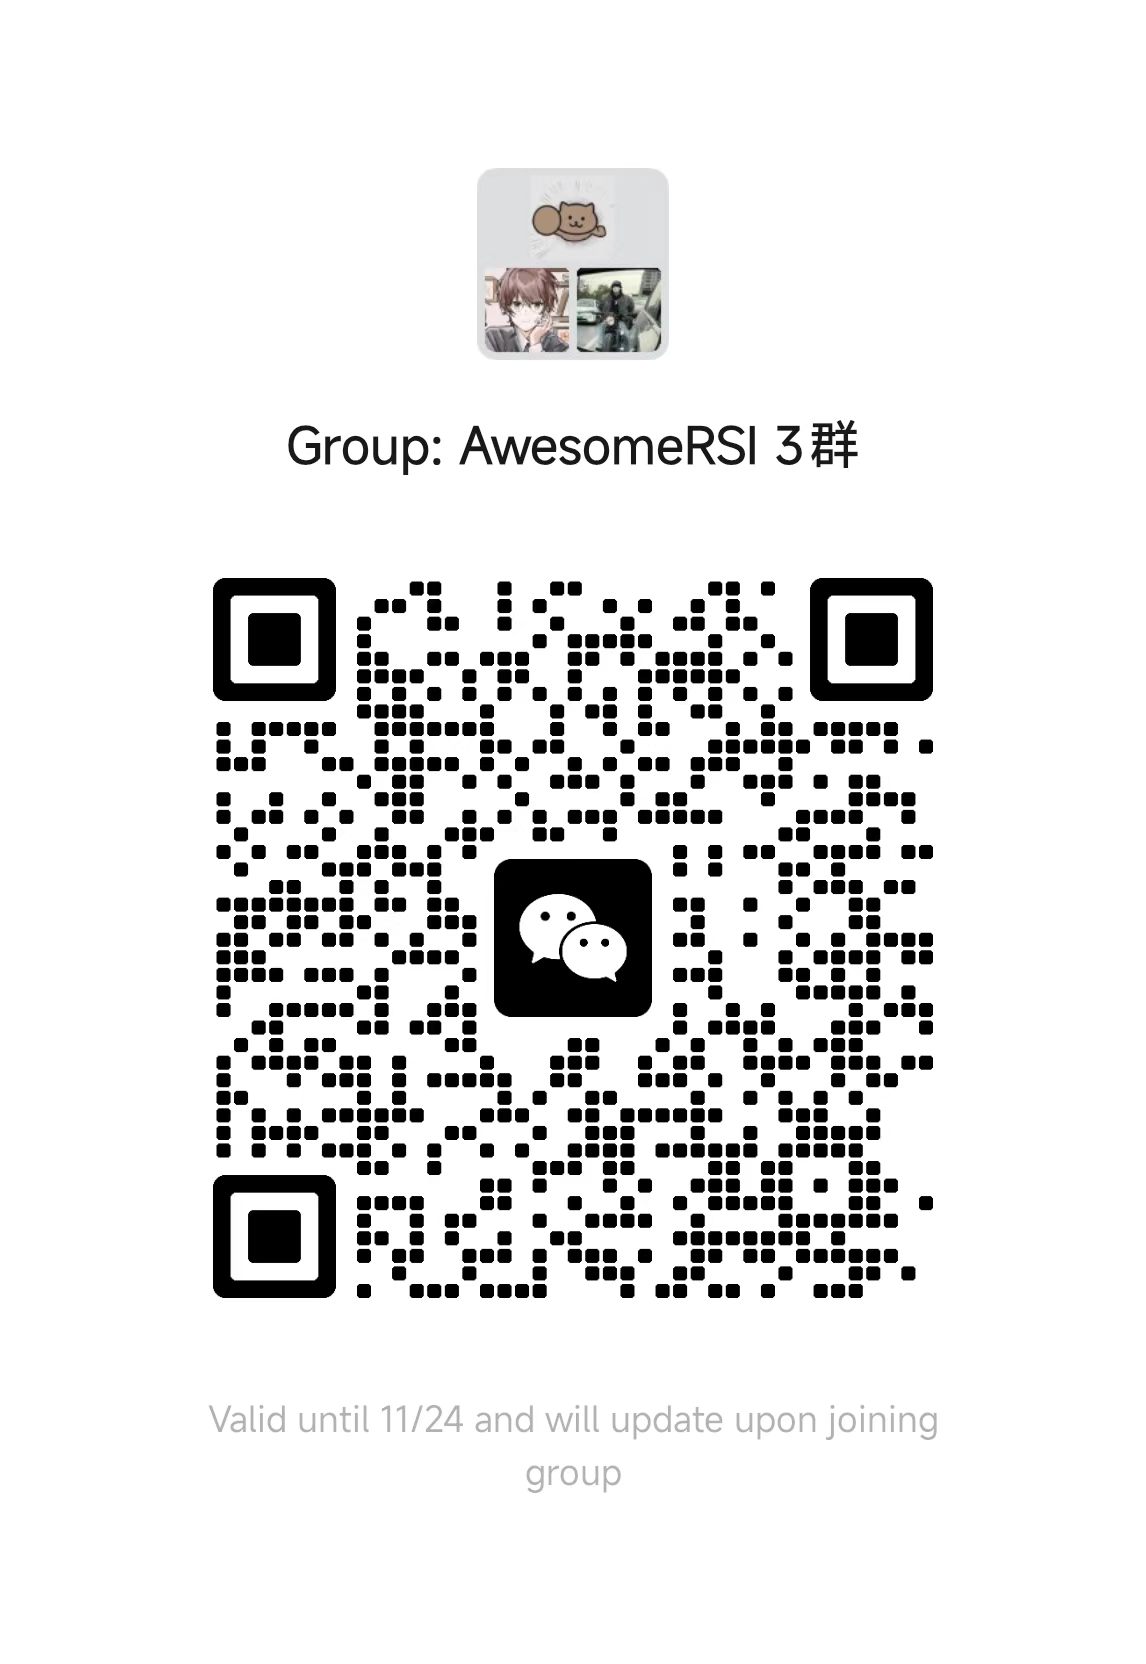 Group: AwesomeRSI 3群
Valid until 11/24 and will update upon joining
group